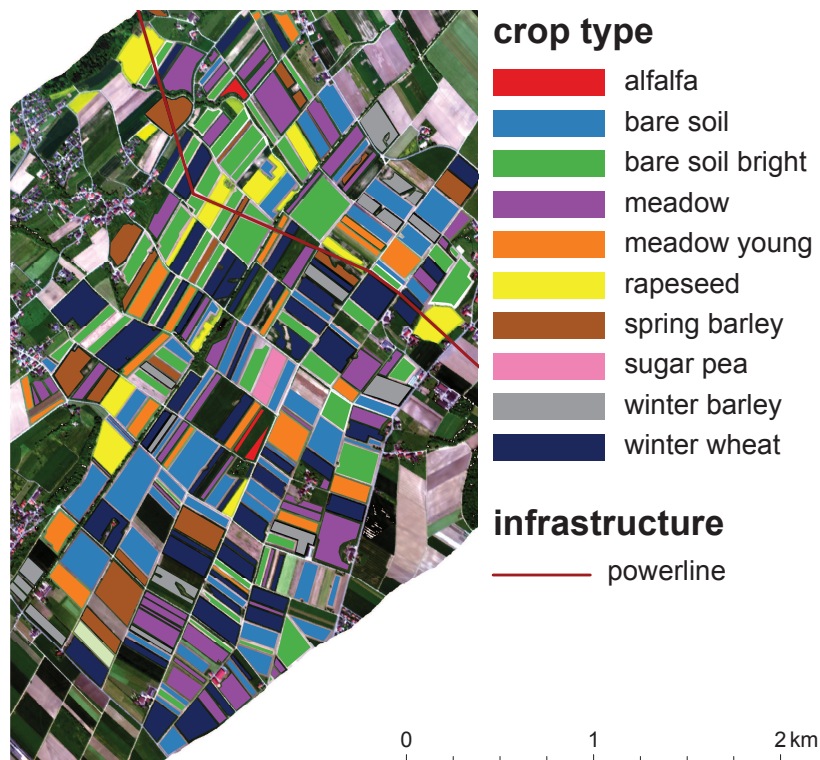 crop type
alfalfa
bare soil
bare soil bright
meadow
meadow young
rapeseed
spring barley
sugar pea
winter barley
winter wheat
infrastructure
powerline
0 1 2 km